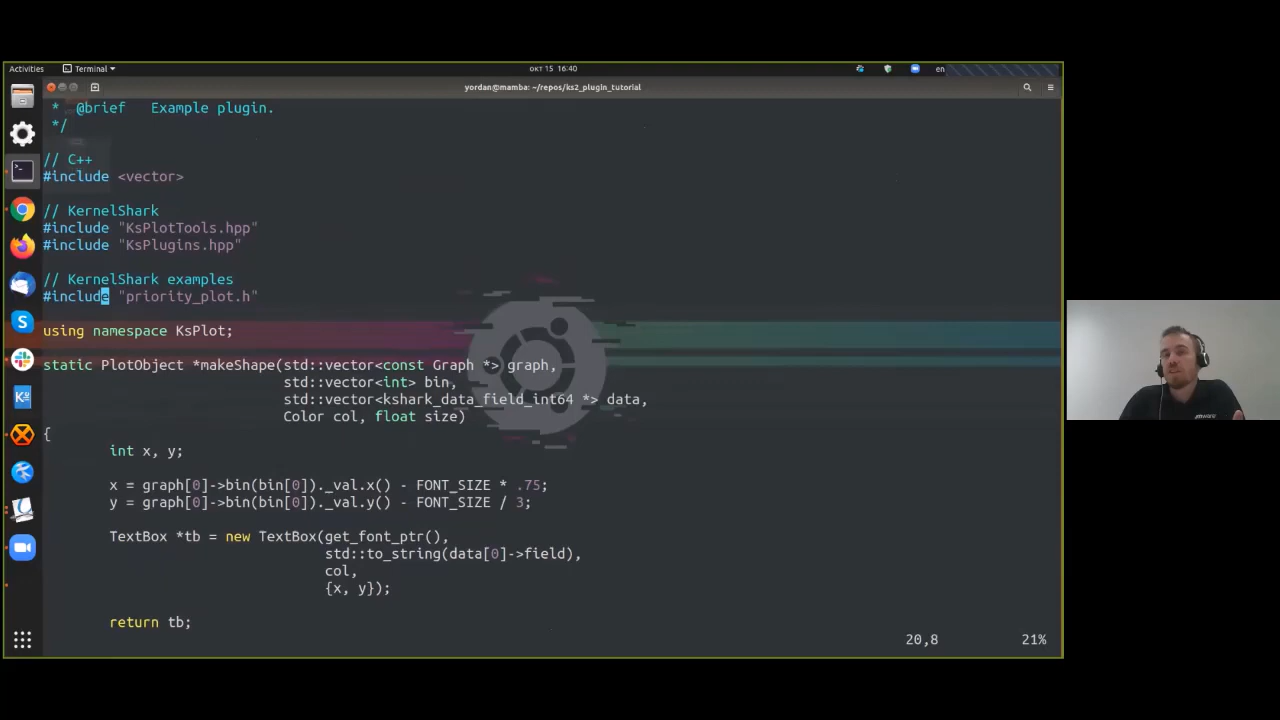 Activities
Terminal
окт 15 16:40
en
yordan@mamba: ~/repos/ks2_plugin_tutorial
* @brief Example plugin.
*/
// C++
#include <vector>
// KernelShark
#include "KsPlotTools.hpp"
#include "KsPlugins.hpp"
// KernelShark examples
#include "priority_plot.h"
using namespace KsPlot;
static PlotObject *makeShape(std::vector<const Graph *> graph,
std::vector<int> bin,
std::vector<kshark_data_field_int64 *> data,
Color col, float size)
{
int x, y;
x = graph[0]->bin(bin[0])._val.x() - FONT_SIZE * .75;
y = graph[0]->bin(bin[0])._val.y() - FONT_SIZE / 3;
TextBox *tb = new TextBox(get_font_ptr(),
std::to_string(data[0]->field),
col,
{x, y});
return tb;
20,8
21%